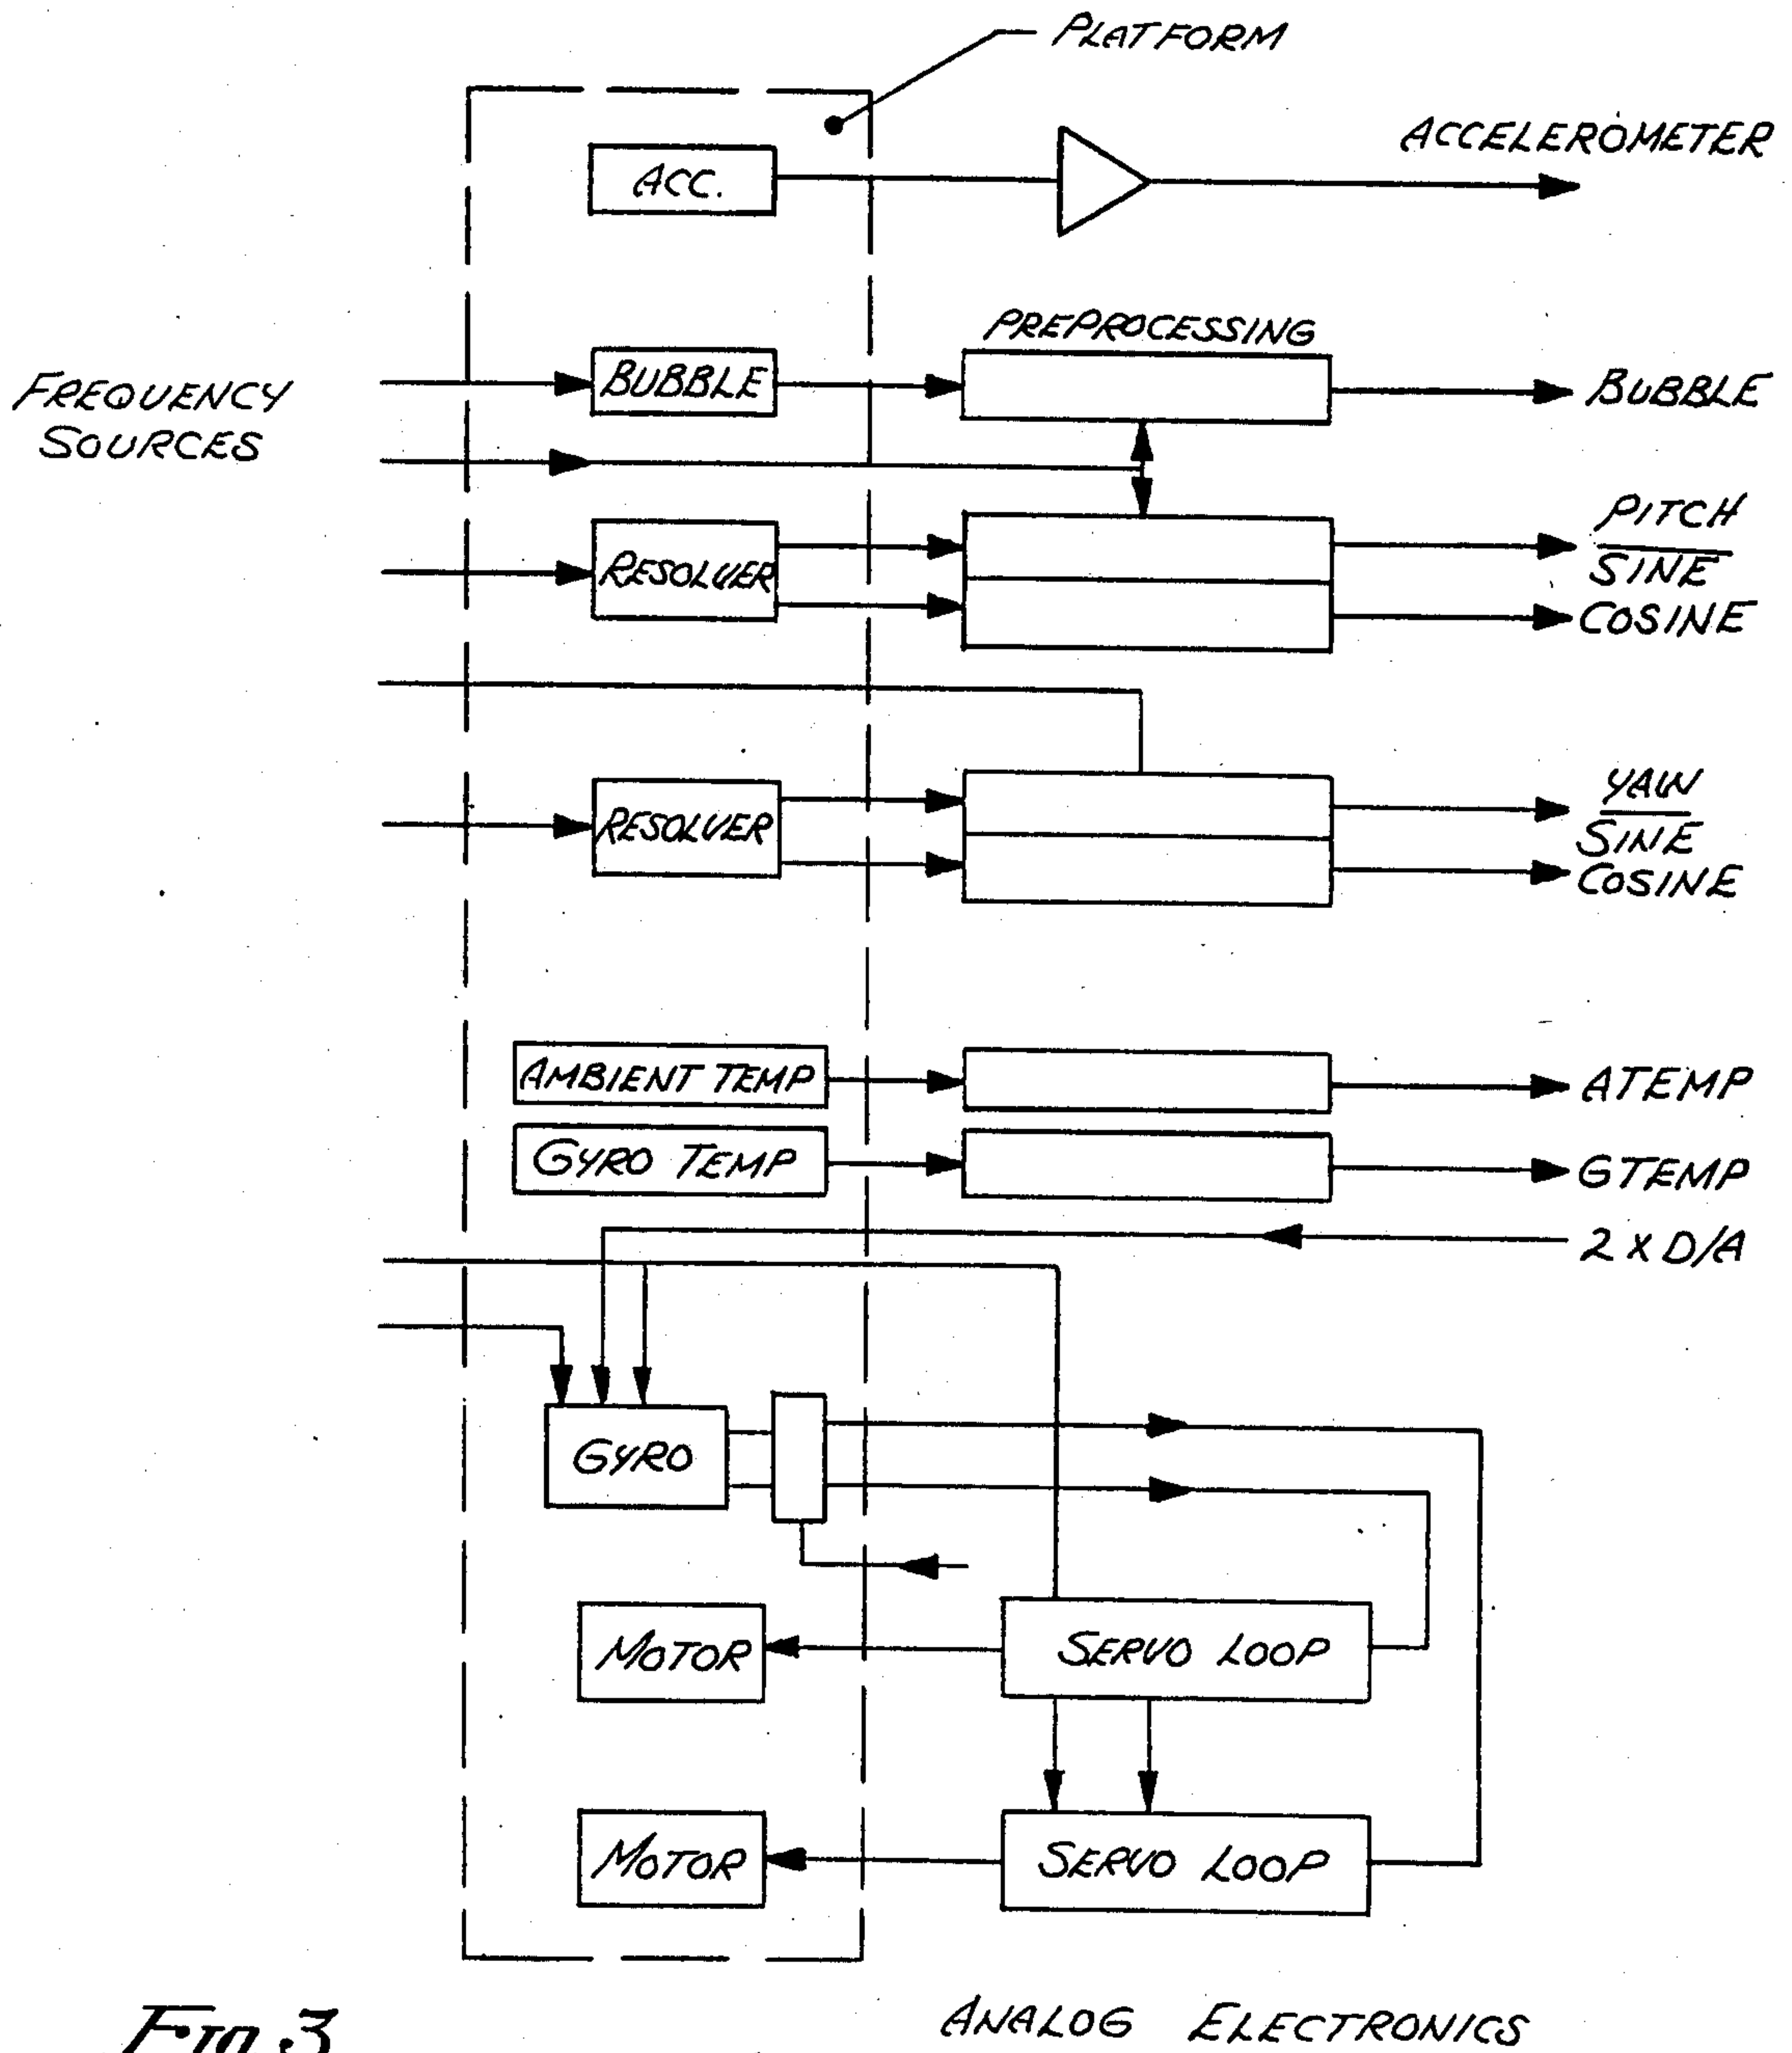 PLATFORM
ACCELEROMETER
ACC.
PREPROCESSING
FREQUENCY
SOURCES
BUBBLE
BUBBLE
PITCH
SINE
RESOLVER
COSINE
YAW
SINE
RESOLVER
COSINE
AMBIENT TEMP
ATEMP
GYRO TEMP
GTEMP
2 x D/A
GYRO
MOTOR
SERVO LOOP
MOTOR
SERVO LOOP
FIG. 3
ANALOG ELECTRONICS